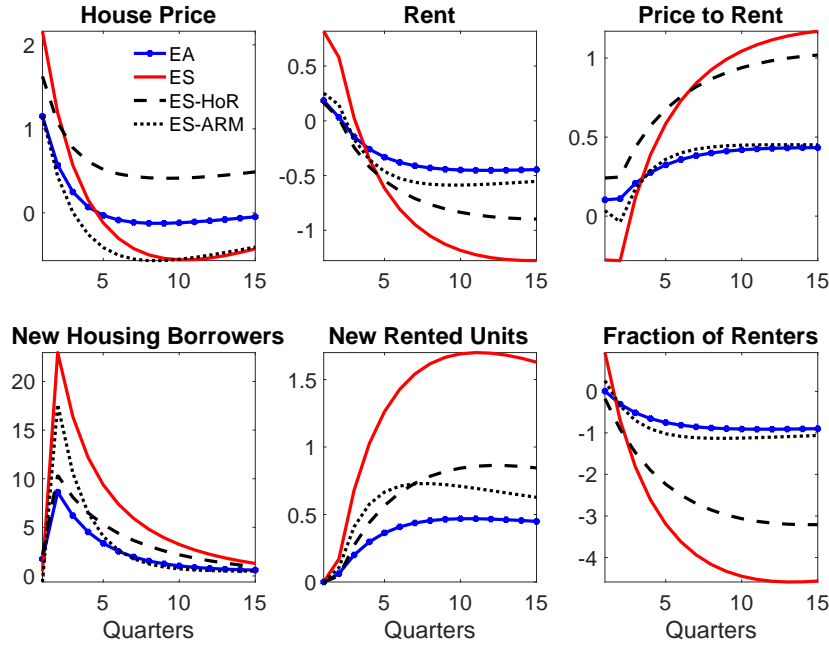 House Price
Rent
Price to Rent
2
1
0
EA
ES
ES-HoR
ES-ARM
0.5
0
-0.5
-1
1
0.5
0
5 10 15
5 10 15
5 10 15
New Housing Borrowers
New Rented Units
Fraction of Renters
20
15
10
5
0
1.5
1
0.5
0
0
-1
-2
-3
-4
5 10 15
5 10 15
5 10 15
Quarters
Quarters
Quarters